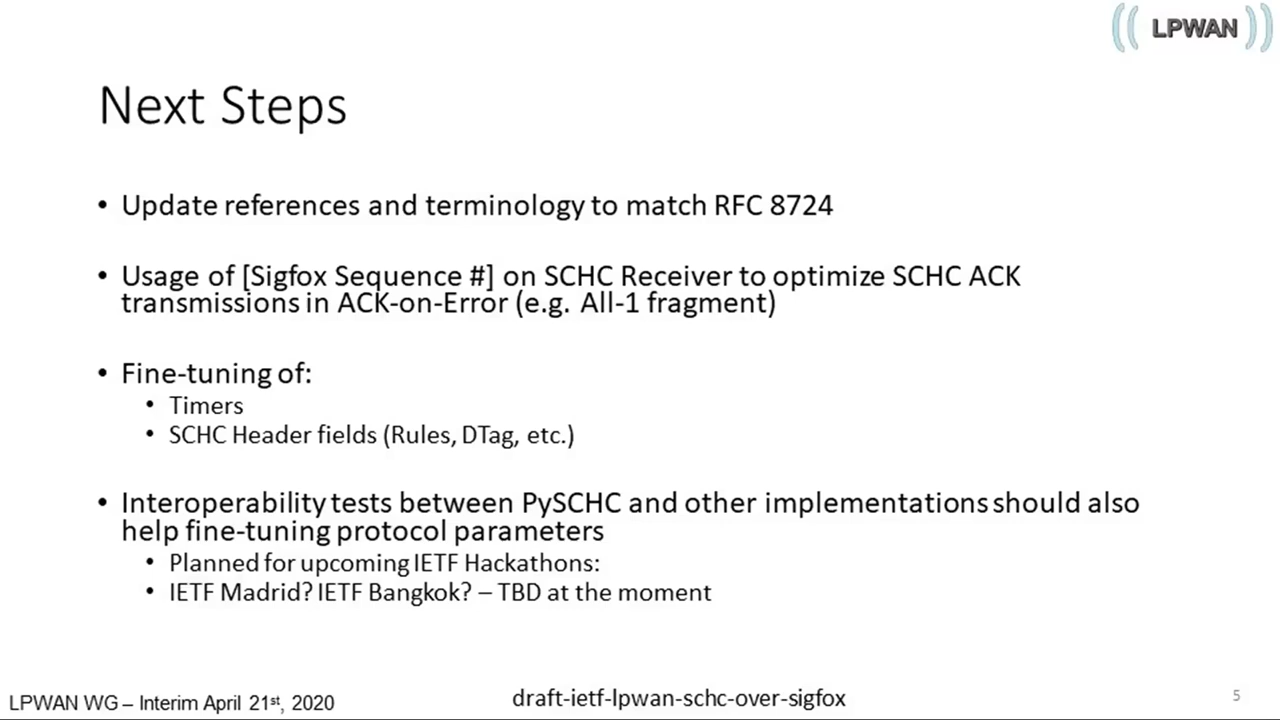 LPWAN
Next Steps
• Update references and terminology to match RFC 8724
• Usage of [Sigfox Sequence #] on SCHC Receiver to optimize SCHC ACK
transmissions in ACK-on-Error (e.g. All-1 fragment)
• Fine-tuning of:
• Timers
• SCHC Header fields (Rules, DTag, etc.)
• Interoperability tests between PySCHC and other implementations should also
help fine-tuning protocol parameters
• Planned for upcoming IETF Hackathons:
• IETF Madrid? IETF Bangkok? – TBD at the moment
LPWAN WG – Interim April 21st, 2020
draft-ietf-lpwan-schc-over-sigfox
5